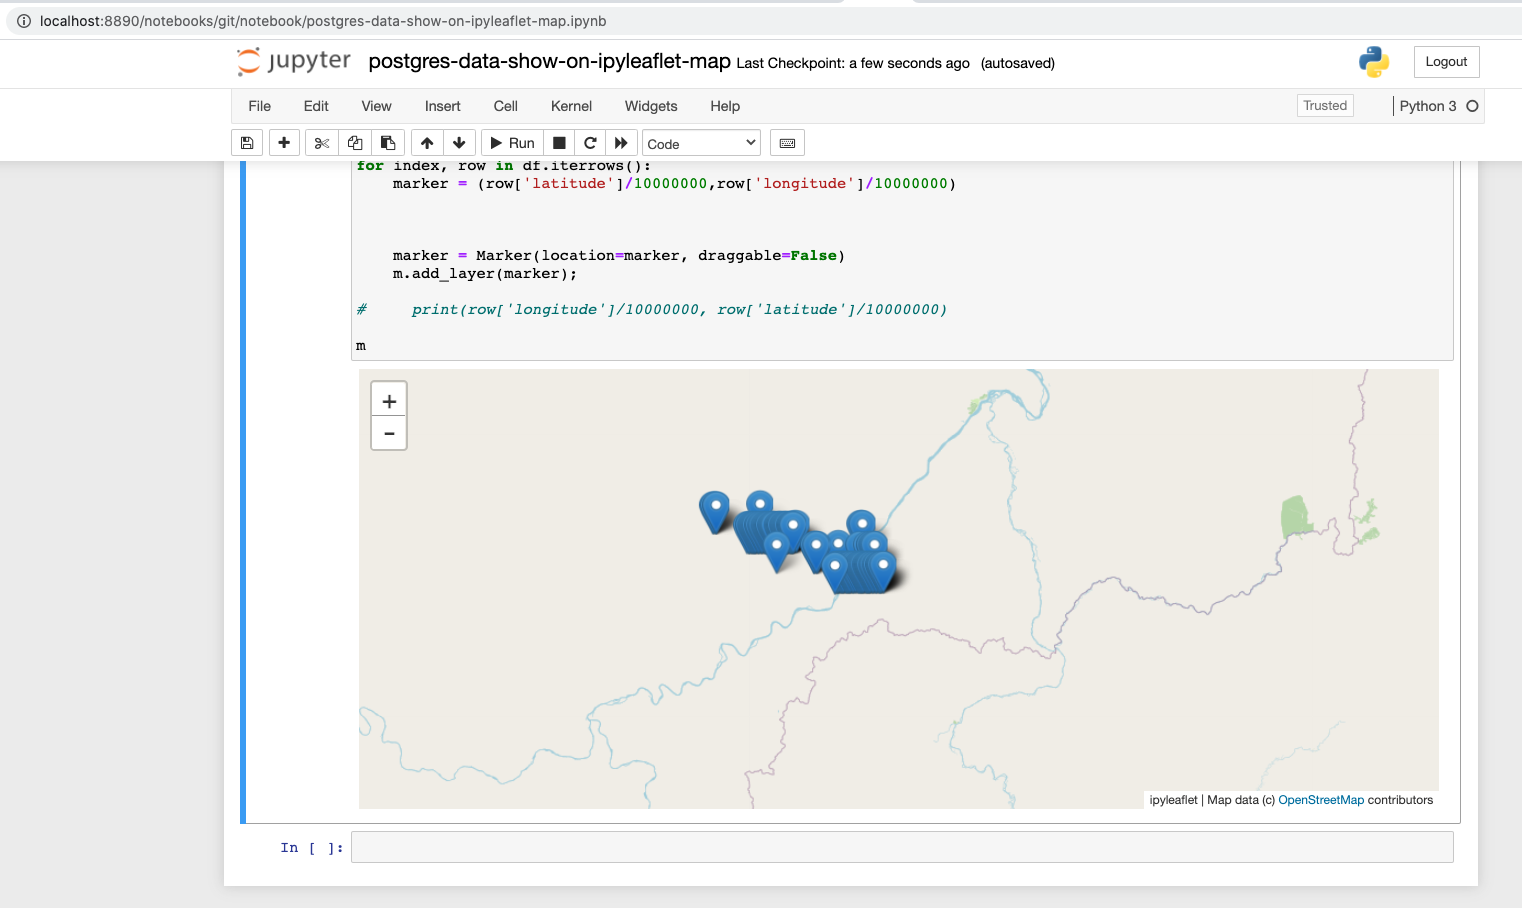 localhost:8890/notebooks/git/notebook/postgres-data-show-on-ipyleaflet-map.ipynb
jupyter postgres-data-show-on-ipyleaflet-map Last Checkpoint: a few seconds ago (autosaved) Logout
File Edit View Insert Cell Kernel Widgets Help Trusted Python 3
Run Code
for index, row in df.iterrows():
    marker = (row['latitude']/10000000,row['longitude']/10000000)
    marker = Marker(location=marker, draggable=False)
    m.add_layer(marker);
#     print(row['longitude']/10000000, row['latitude']/10000000)
m
+
-
ipyleaflet | Map data (c) OpenStreetMap contributors
In [ ]: